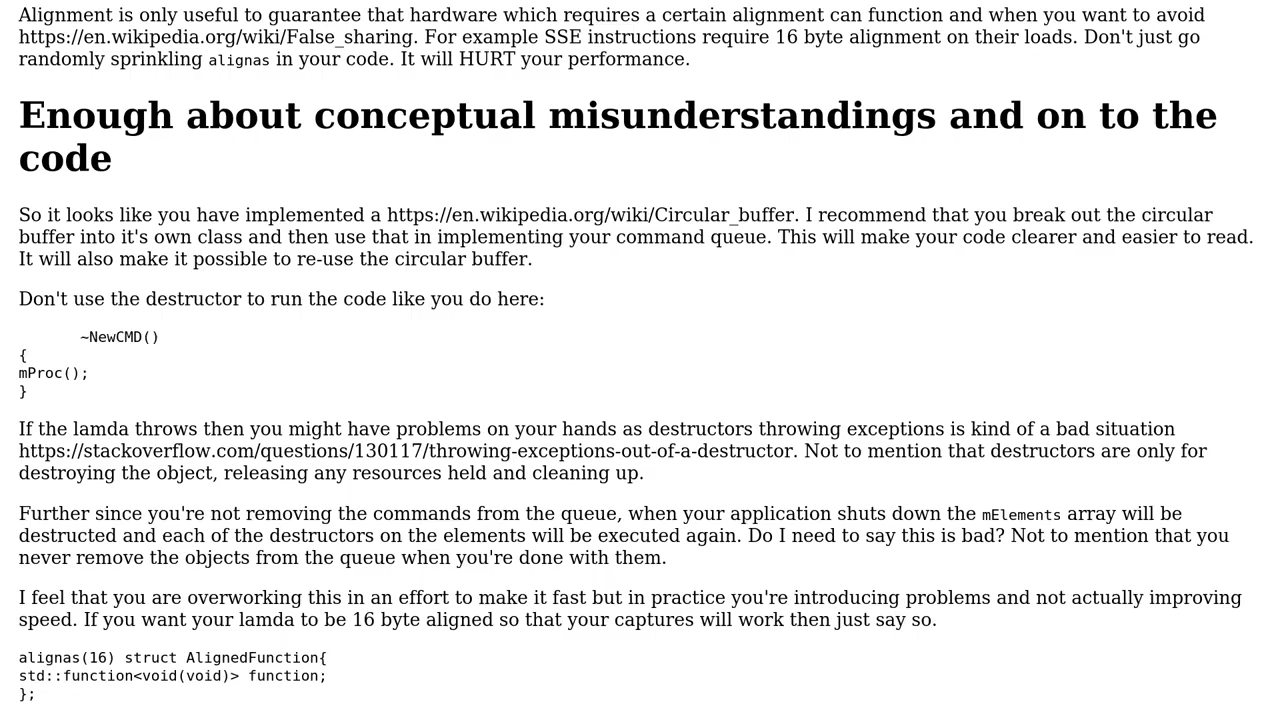 Alignment is only useful to guarantee that hardware which requires a certain alignment can function and when you want to avoid
https://en.wikipedia.org/wiki/False_sharing. For example SSE instructions require 16 byte alignment on their loads. Don't just go
randomly sprinkling alignas in your code. It will HURT your performance.
Enough about conceptual misunderstandings and on to the
code
So it looks like you have implemented a https://en.wikipedia.org/wiki/Circular_buffer. I recommend that you break out the circular
buffer into it's own class and then use that in implementing your command queue. This will make your code clearer and easier to read.
It will also make it possible to re-use the circular buffer.
Don't use the destructor to run the code like you do here:
~NewCMD()
{
mProc();
}
If the lamda throws then you might have problems on your hands as destructors throwing exceptions is kind of a bad situation
https://stackoverflow.com/questions/130117/throwing-exceptions-out-of-a-destructor. Not to mention that destructors are only for
destroying the object, releasing any resources held and cleaning up.
Further since you're not removing the commands from the queue, when your application shuts down the mElements array will be
destructed and each of the destructors on the elements will be executed again. Do I need to say this is bad? Not to mention that you
never remove the objects from the queue when you're done with them.
I feel that you are overworking this in an effort to make it fast but in practice you're introducing problems and not actually improving
speed. If you want your lamda to be 16 byte aligned so that your captures will work then just say so.
alignas(16) struct AlignedFunction{
std::function<void(void)> function;
};